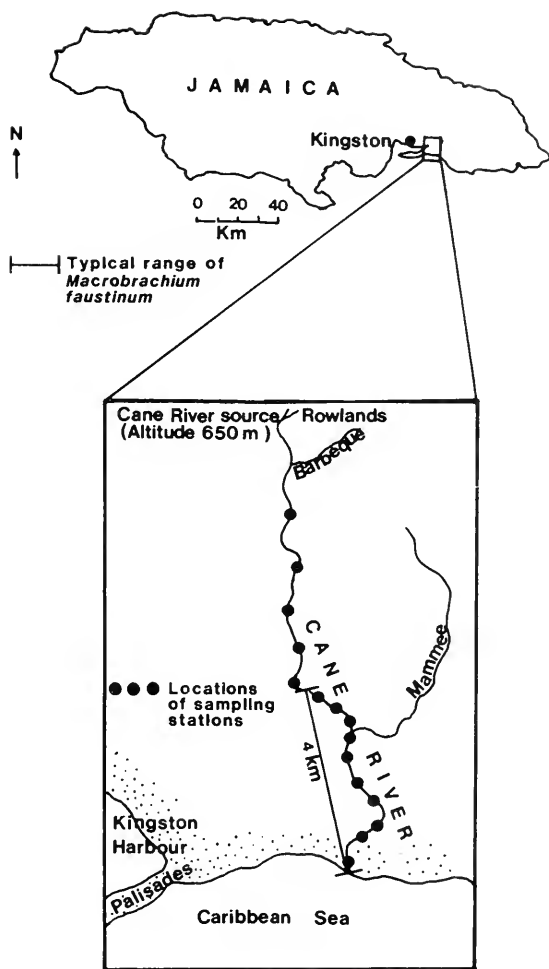 JAMAICA
Kingston
N
0 20 40
Km
Typical range of
Macrobrachium
faustinum
Cane River source Rowlands
(Altitude 650 m)
Barbeque
CANE
Mammee
Locations
of sampling
stations
4 km
RIVER
Kingston
Harbour
Palisades
Caribbean Sea